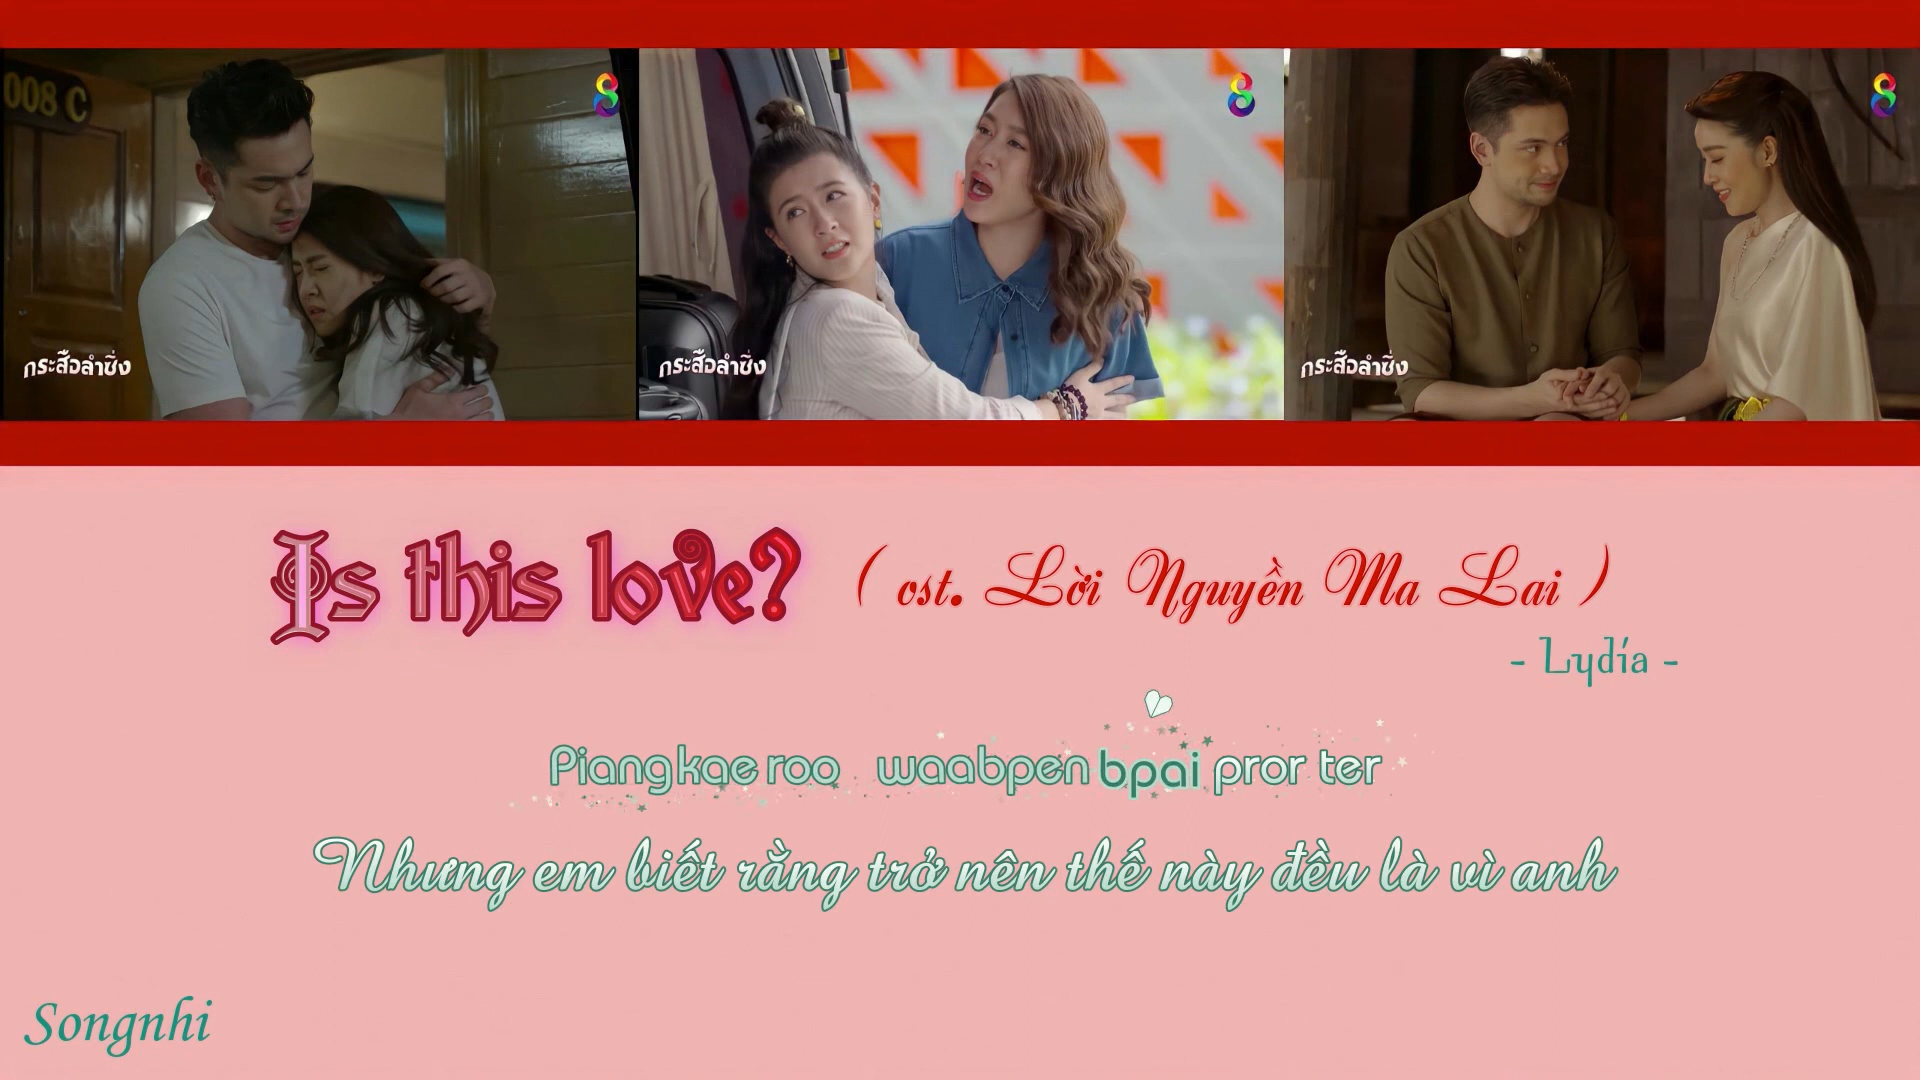 008 C
8
8
8
กระสือลำซิ่ง
กระสือลำซิ่ง
กระสือลำซิ่ง
Is this love? ( ost. Lời Nguyền Ma Lai )
- Lydia -
Piang kae roo waa bpen bpai pror ter
Nhưng em biết rằng trở nên thế này đều là vì anh
Songnhi